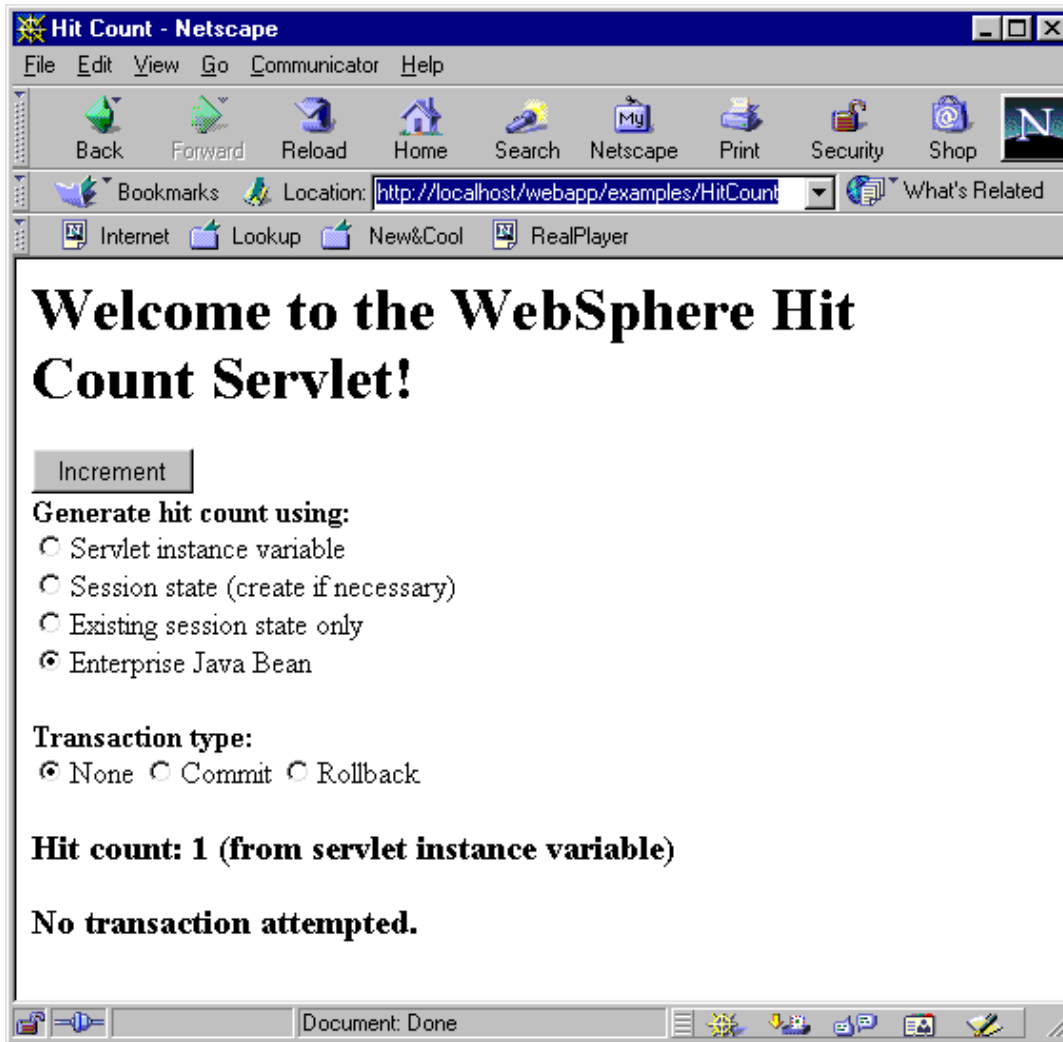 Hit Count - Netscape
File Edit View Go Communicator Help
Back Forward Reload Home Search Netscape Print Security Shop
My
N
Bookmarks Location: http://localhost/webapp/examples/HitCount What's Related
Internet Lookup New&Cool RealPlayer
Welcome to the WebSphere Hit
Count Servlet!
Increment
Generate hit count using:
Servlet instance variable
Session state (create if necessary)
Existing session state only
Enterprise Java Bean
Transaction type:
None Commit Rollback
Hit count: 1 (from servlet instance variable)
No transaction attempted.
Document: Done